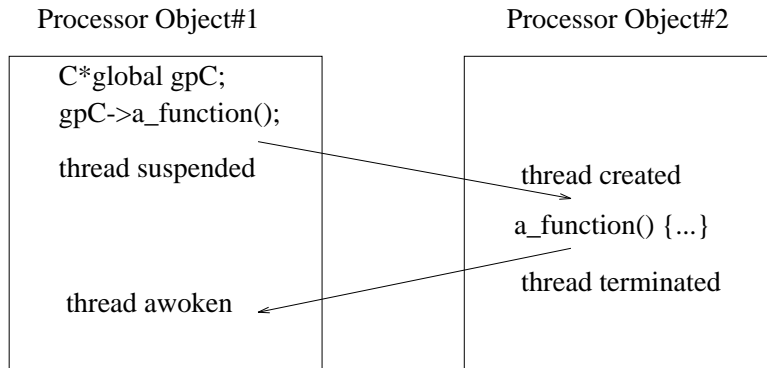 Processor Object#1
Processor Object#2
C*global gpC;
gpC->a_function();
thread suspended
thread created
a_function() {...}
thread terminated
thread awoken